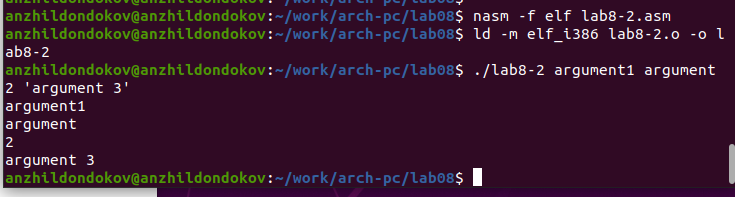 anzhildondokov@anzhildondokov:~/work/arch-pc/lab08$ nasm -f elf lab8-2.asm
anzhildondokov@anzhildondokov:~/work/arch-pc/lab08$ ld -m elf_i386 lab8-2.o -o l
ab8-2
anzhildondokov@anzhildondokov:~/work/arch-pc/lab08$ ./lab8-2 argument1 argument
2 'argument 3'
argument1
argument
2
argument 3
anzhildondokov@anzhildondokov:~/work/arch-pc/lab08$